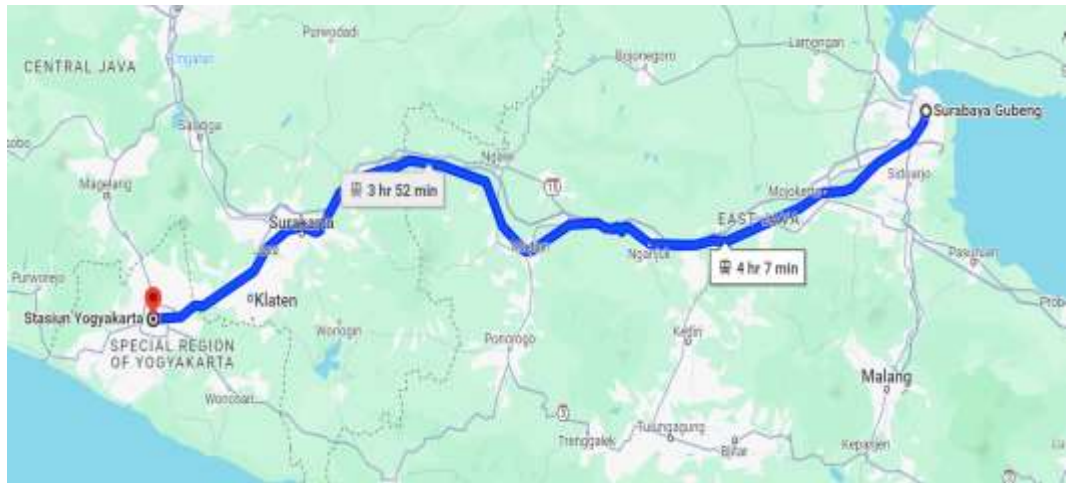 CENTRAL JAVA
Purwodadi
Bojonegoro
Lamongan
Surabaya Gubeng
Salatiga
Ngawi
Magelang
3 hr 52 min
Mojokerto
Sidoarjo
Surakarta
EAST JAVA
Nganjuk
4 hr 7 min
Pasuruan
Purworejo
Klaten
Stasiun Yogyakarta
Wonogiri
Ponorogo
Kediri
SPECIAL REGION
OF YOGYAKARTA
Malang
Wonosari
Trenggalek
Tulungagung
Blitar
Kepanjen